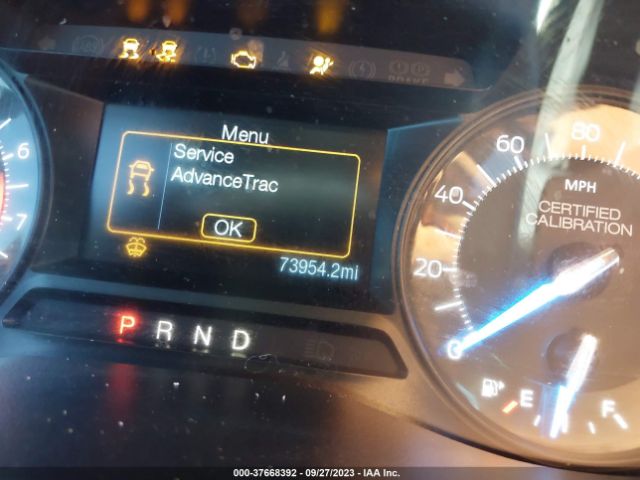 Menu
Service
AdvanceTrac
OK
73954.2mi
P R N D
6
7
0
20
40
60
80
MPH
CERTIFIED
CALIBRATION
E
F
000-37668392 / 09/27/2023 - IAA Inc.